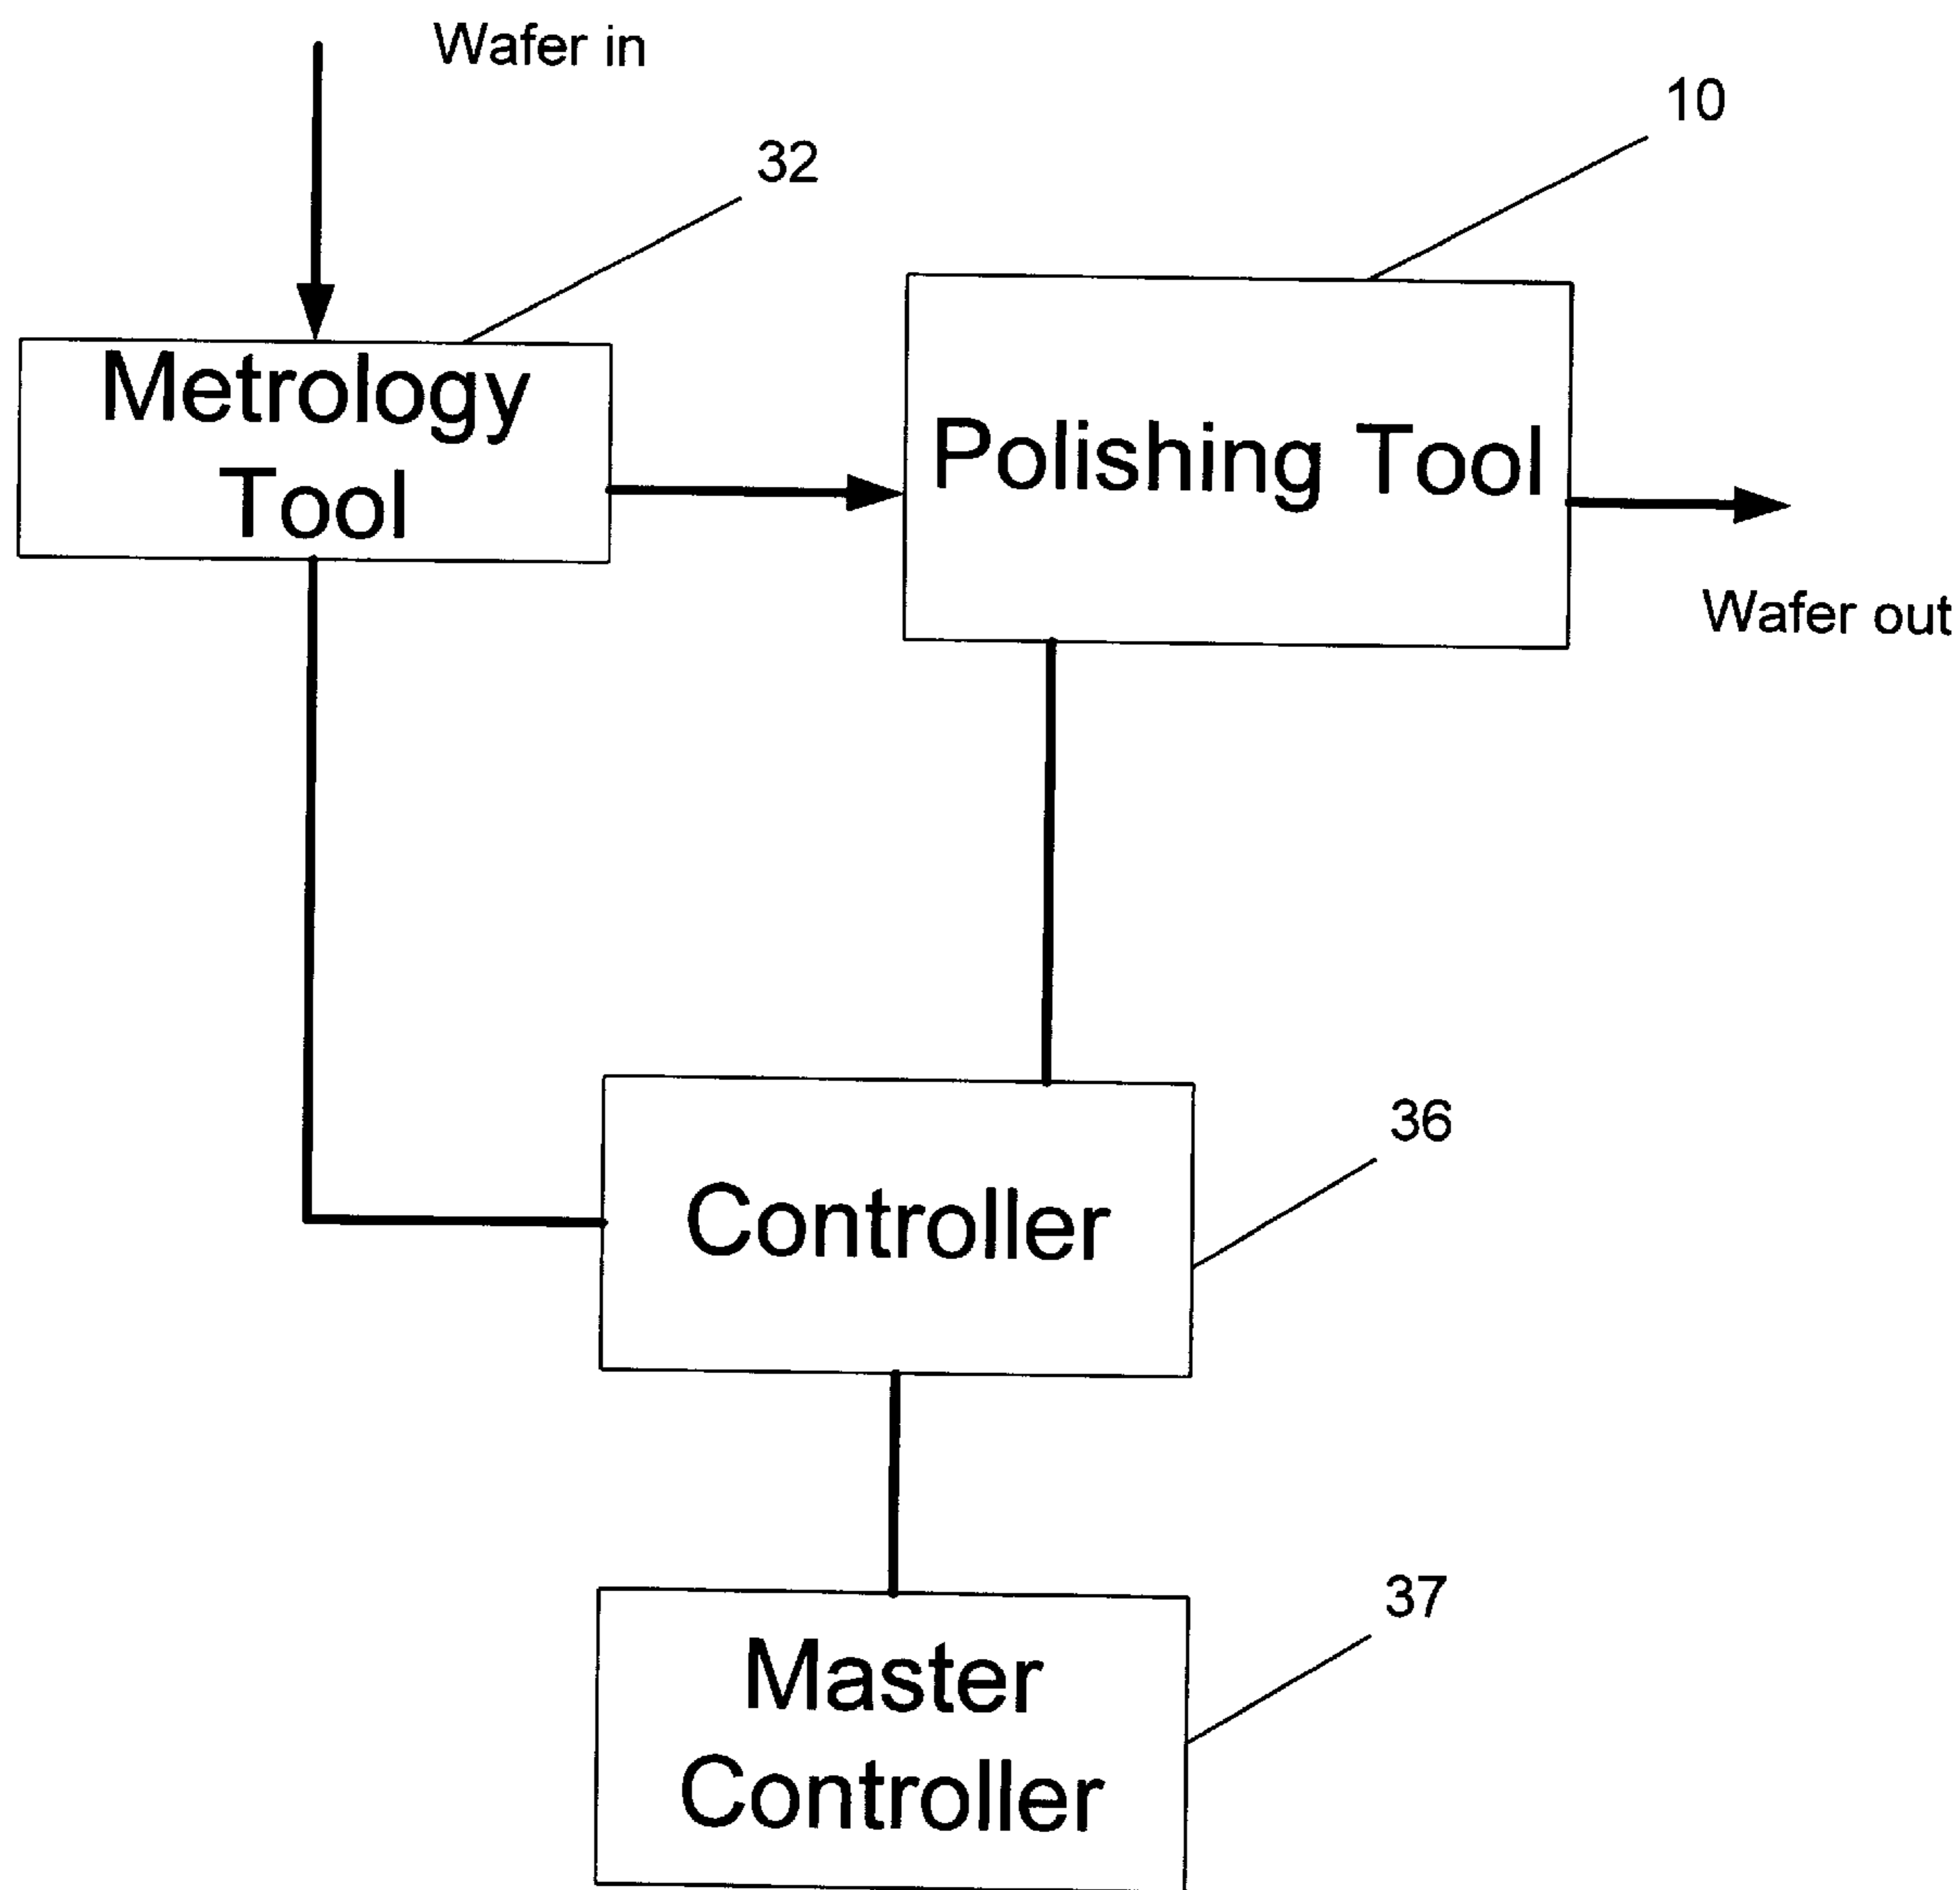 Wafer in
10
32
Metrology
Tool
Polishing Tool
Wafer out
36
Controller
37
Master
Controller